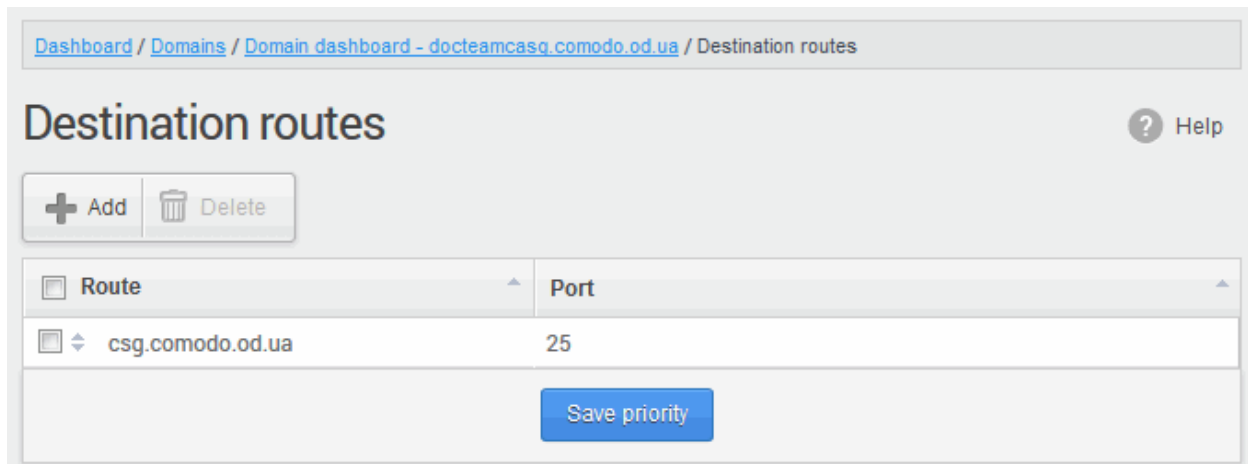 Dashboard / Domains / Domain dashboard - docteamcasg.comodo.od.ua / Destination routes
Destination routes
? Help
Add Delete
Route Port
csg.comodo.od.ua 25
Save priority